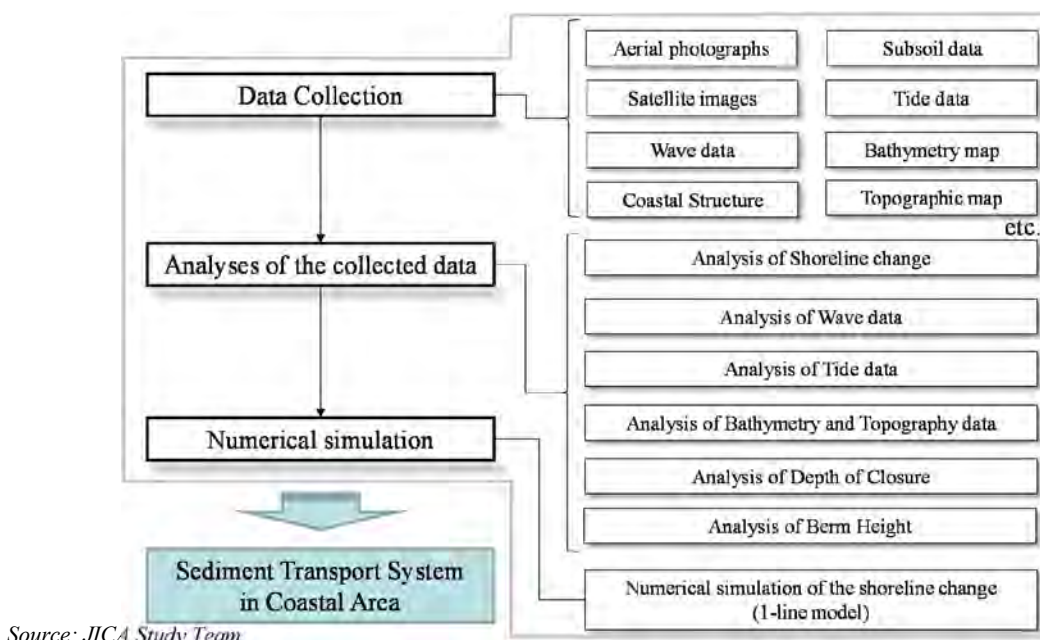 Data Collection
Aerial photographs
Subsoil data
Satellite images
Tide data
Wave data
Bathymetry map
Coastal Structure
Topographic map
etc.
Analyses of the collected data
Analysis of Shoreline change
Analysis of Wave data
Analysis of Tide data
Analysis of Bathymetry and Topography data
Analysis of Depth of Closure
Analysis of Berm Height
Numerical simulation
Numerical simulation of the shoreline change
(1-line model)
Sediment Transport System
in Coastal Area
Source: JICA Study Team